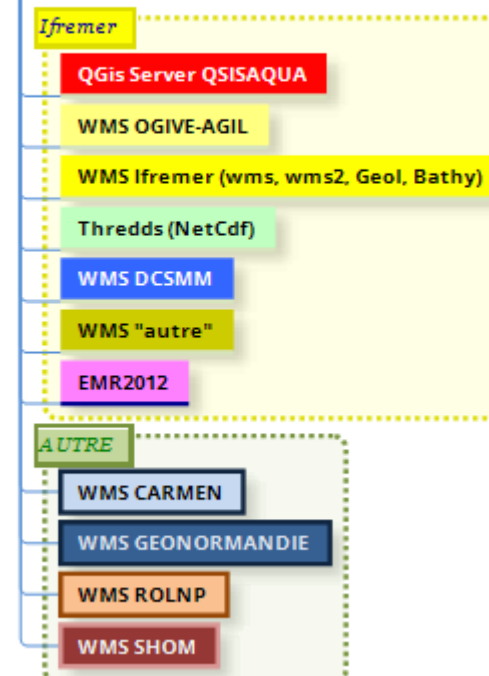 Ifremer
QGis Server QSISAQUA
WMS OGIVE-AGIL
WMS Ifremer (wms, wms2, Geol, Bathy)
Thredds (NetCdf)
WMS DCSMM
WMS "autre"
EMR2012
AUTRE
WMS CARMEN
WMS GEONORMANDIE
WMS ROLNP
WMS SHOM